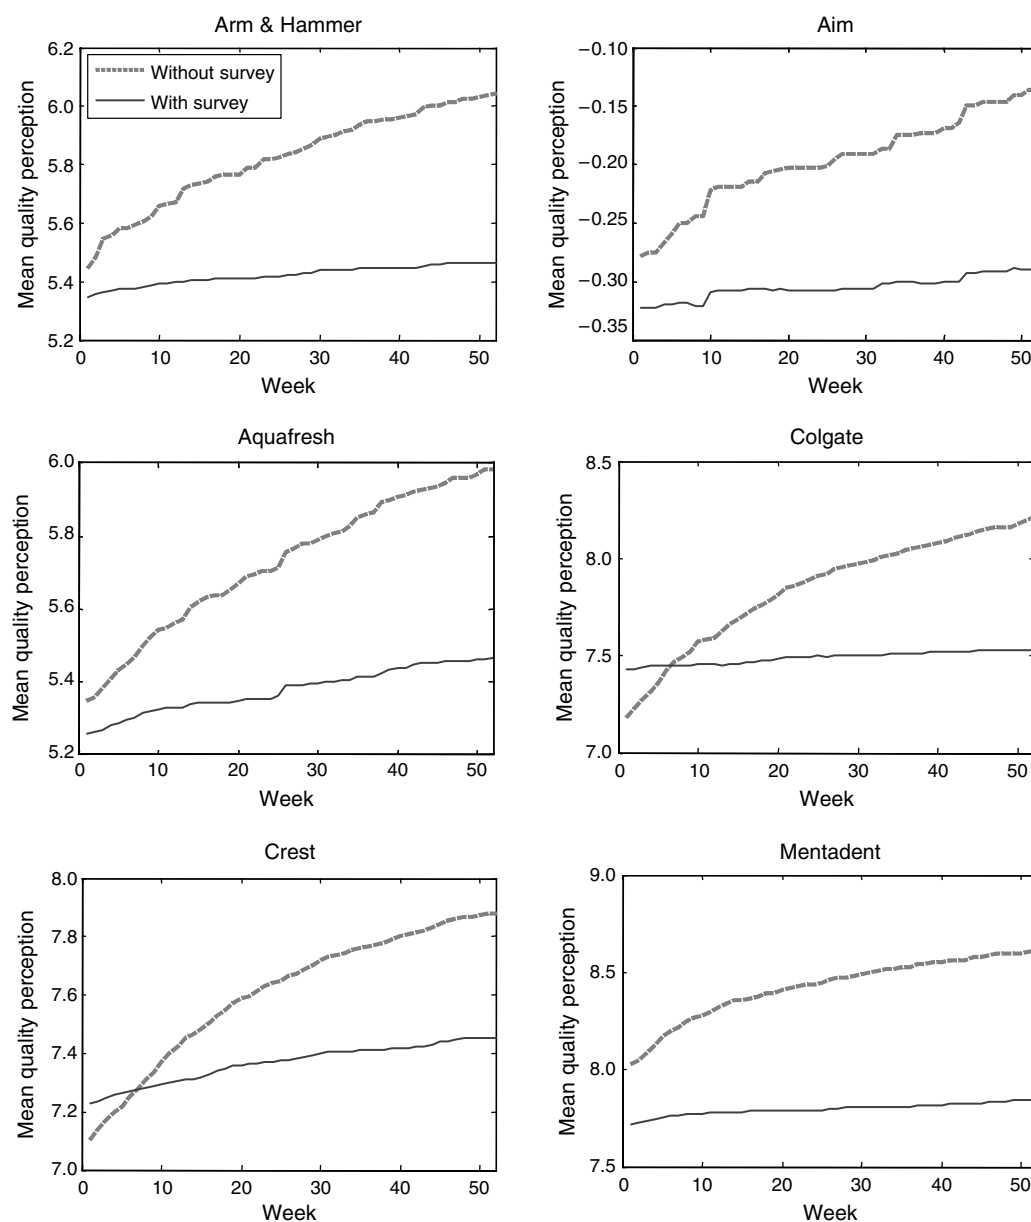 Arm & Hammer
Mean quality perception
6.2
6.0
5.8
5.6
5.4
5.2
Without survey
With survey
0 10 20 30 40 50
Week
Aim
Mean quality perception
−0.10
−0.15
−0.20
−0.25
−0.30
−0.35
0 10 20 30 40 50
Week
Aquafresh
Mean quality perception
6.0
5.8
5.6
5.4
5.2
0 10 20 30 40 50
Week
Colgate
Mean quality perception
8.5
8.0
7.5
7.0
0 10 20 30 40 50
Week
Crest
Mean quality perception
8.0
7.8
7.6
7.4
7.2
7.0
0 10 20 30 40 50
Week
Mentadent
Mean quality perception
9.0
8.5
8.0
7.5
0 10 20 30 40 50
Week